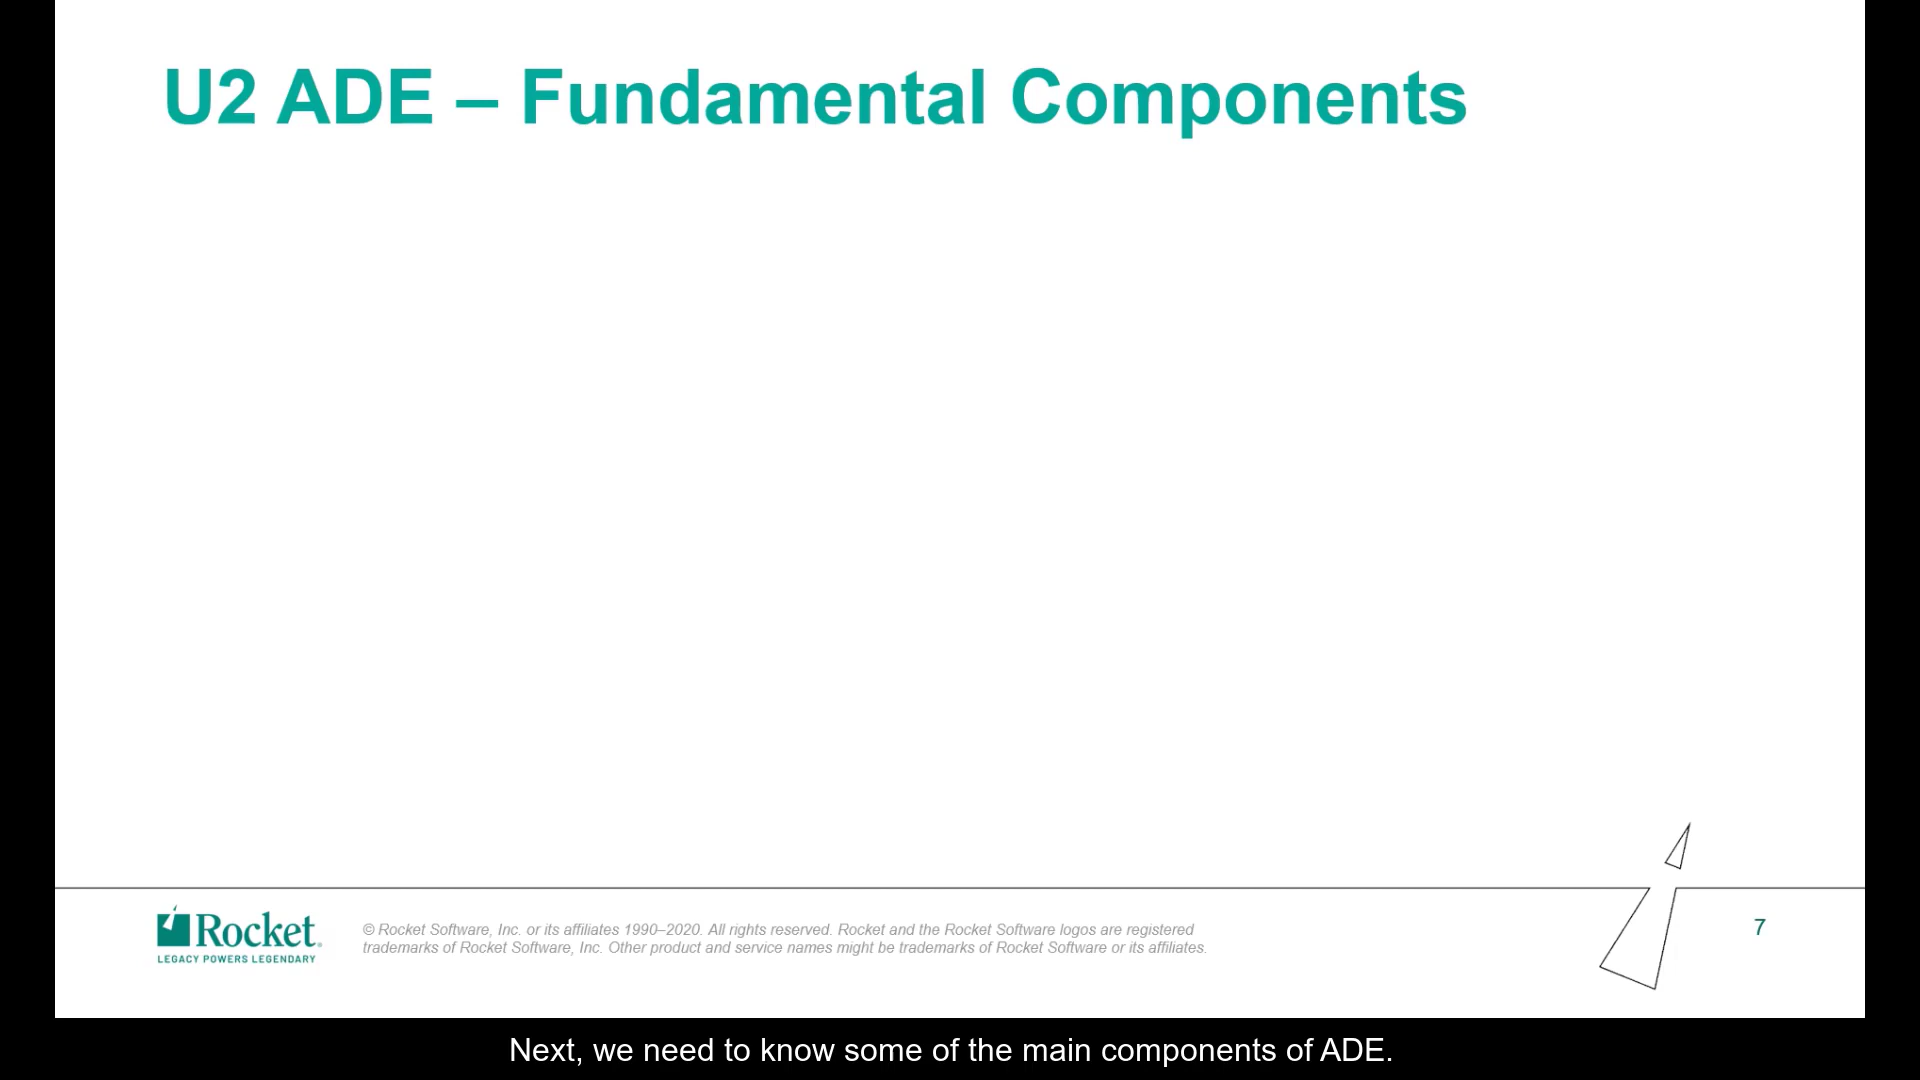 U2 ADE – Fundamental Components
Rocket®
LEGACY POWERS LEGENDARY
© Rocket Software, Inc. or its affiliates 1990–2020. All rights reserved. Rocket and the Rocket Software logos are registered
trademarks of Rocket Software, Inc. Other product and service names might be trademarks of Rocket Software or its affiliates.
7
Next, we need to know some of the main components of ADE.